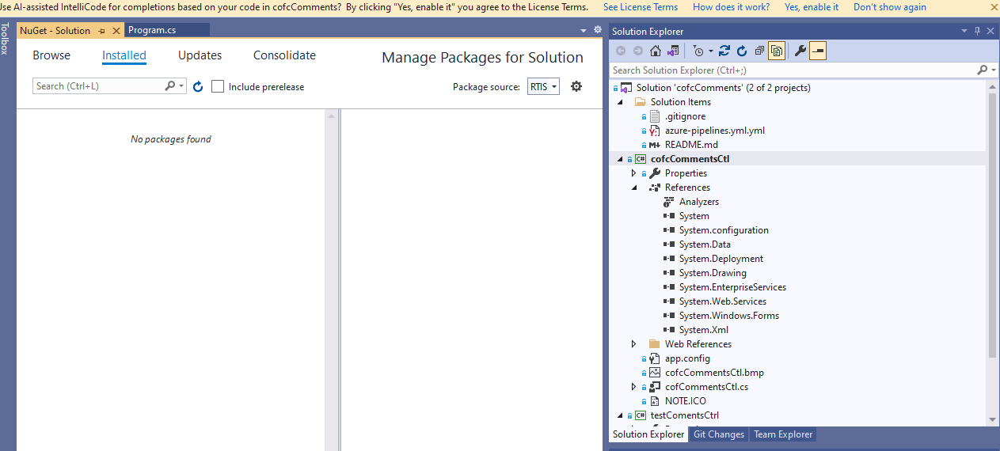 Use AI-assisted IntelliCode for completions based on your code in cofcComments? By clicking "Yes, enable it" you agree to the License Terms. See License Terms How does it work? Yes, enable it Don't show again
Toolbox
NuGet - Solution Program.cs
Browse Installed Updates Consolidate Manage Packages for Solution
Search (Ctrl+L) Include prerelease Package source: RTIS
No packages found
Solution Explorer
Search Solution Explorer (Ctrl+;)
Solution 'cofcComments' (2 of 2 projects)
Solution Items
.gitignore
azure-pipelines.yml.yml
README.md
C# cofcCommentsCtl
Properties
References
Analyzers
System
System.configuration
System.Data
System.Deployment
System.Drawing
System.EnterpriseServices
System.Web.Services
System.Windows.Forms
System.Xml
Web References
app.config
cofcCommentsCtl.bmp
cofCommentsCtl.cs
NOTE.ICO
C# testComentsCtrl
Solution Explorer Git Changes Team Explorer